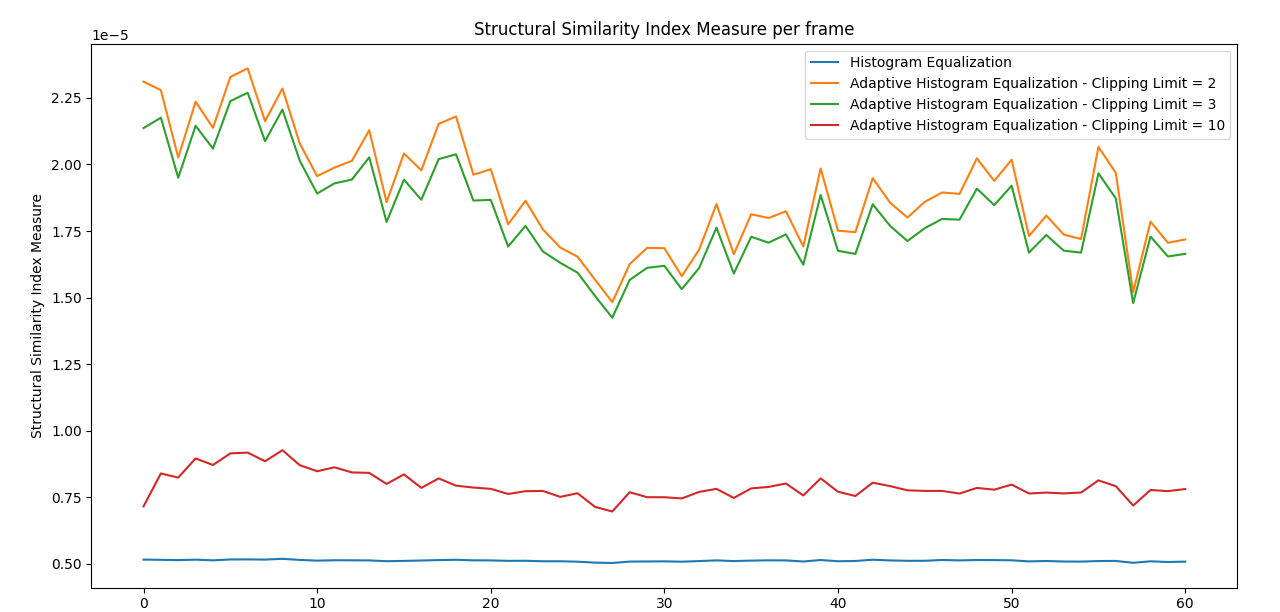 Structural Similarity Index Measure per frame
1e−5
Histogram Equalization
Adaptive Histogram Equalization - Clipping Limit = 2
Adaptive Histogram Equalization - Clipping Limit = 3
Adaptive Histogram Equalization - Clipping Limit = 10
Structural Similarity Index Measure
2.25
2.00
1.75
1.50
1.25
1.00
0.75
0.50
0 10 20 30 40 50 60